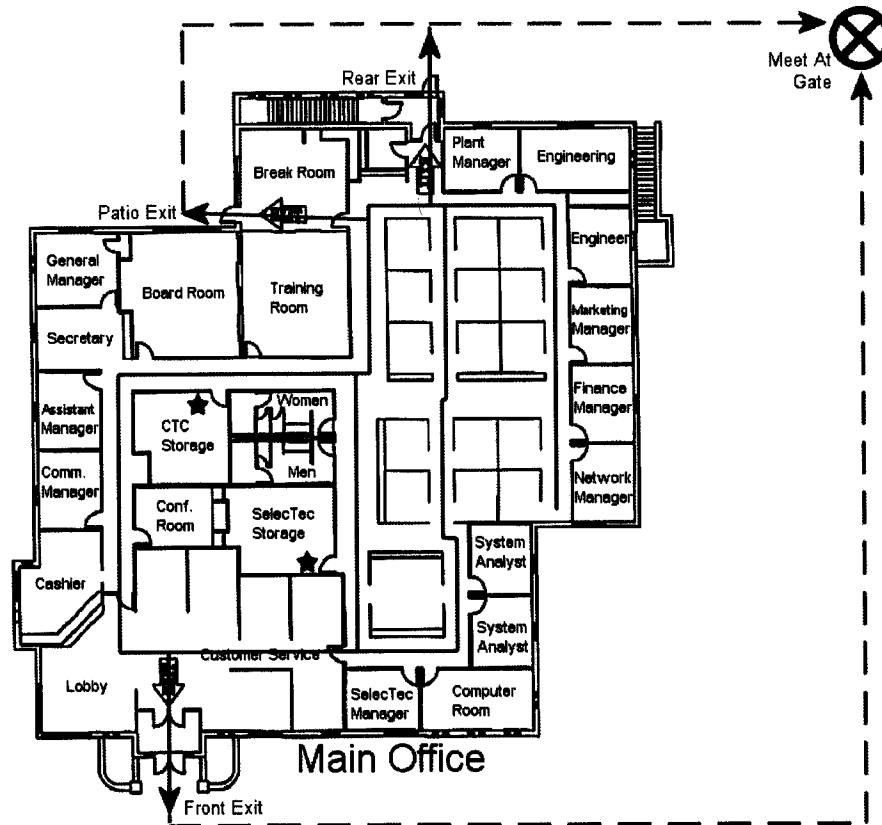 Rear Exit
Meet At
Gate
Plant
Manager
Engineering
Break Room
Patio Exit
General
Manager
Board Room
Training
Room
Engineer
Secretary
Marketing
Manager
Assistant
Manager
CTC
Storage
Women
Men
Finance
Manager
Comm.
Manager
Conf.
Room
SelecTec
Storage
Network
Manager
System
Analyst
Cashier
System
Analyst
Customer Service
Lobby
SelecTec
Manager
Computer
Room
Main Office
Front Exit